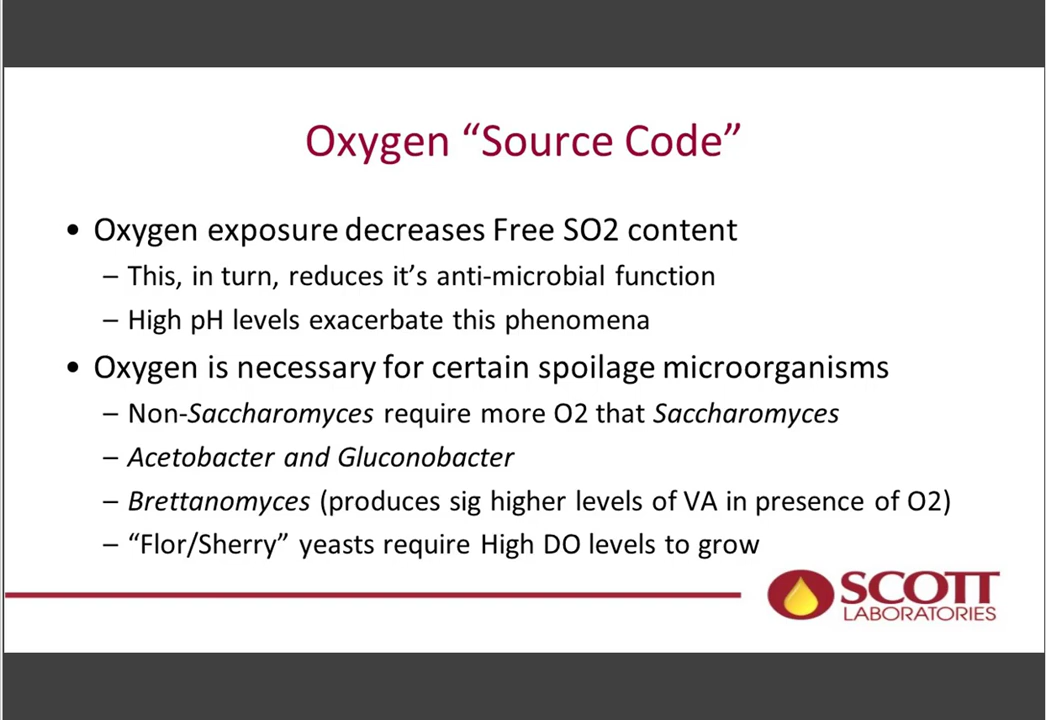 Oxygen “Source Code”
• Oxygen exposure decreases Free SO2 content
– This, in turn, reduces it’s anti-microbial function
– High pH levels exacerbate this phenomena
• Oxygen is necessary for certain spoilage microorganisms
– Non-Saccharomyces require more O2 that Saccharomyces
– Acetobacter and Gluconobacter
– Brettanomyces (produces sig higher levels of VA in presence of O2)
– “Flor/Sherry” yeasts require High DO levels to grow
SCOTT
LABORATORIES